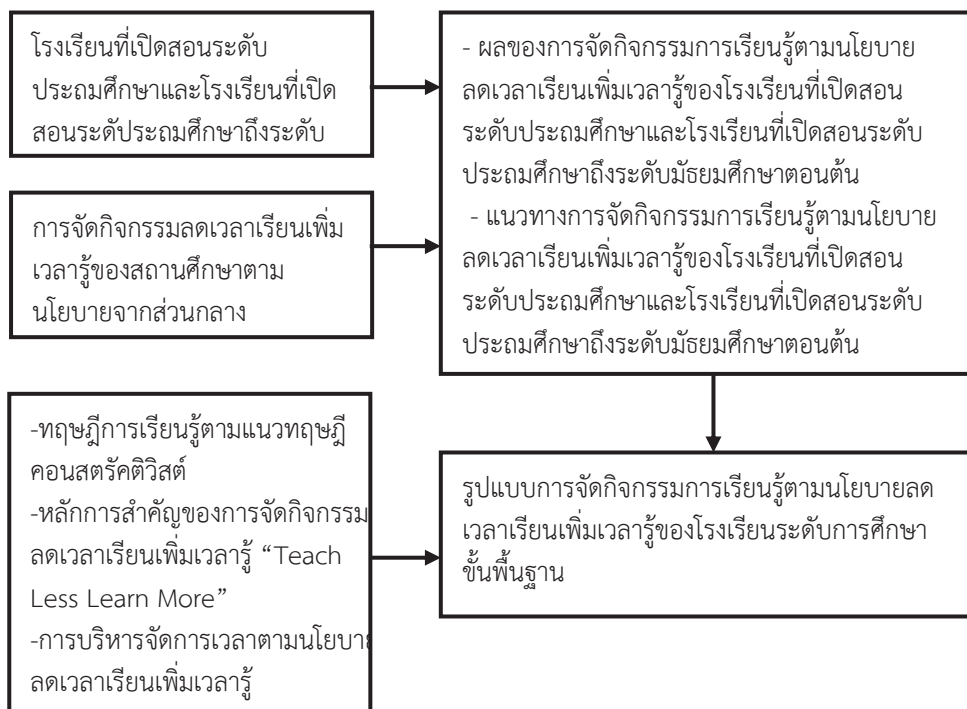 โรงเรียนที่เปิดสอนระดับ
ประถมศึกษาและโรงเรียนที่เปิด
สอนระดับประถมศึกษาถึงระดับ
การจัดกิจกรรมลดเวลาเรียนเพิ่ม
เวลารู้ของสถานศึกษาตาม
นโยบายจากส่วนกลาง
- ผลของการจัดกิจกรรมการเรียนรู้ตามนโยบาย
ลดเวลาเรียนเพิ่มเวลารู้ของโรงเรียนที่เปิดสอน
ระดับประถมศึกษาและโรงเรียนที่เปิดสอนระดับ
ประถมศึกษาถึงระดับมัธยมศึกษาตอนต้น
- แนวทางการจัดกิจกรรมการเรียนรู้ตามนโยบาย
ลดเวลาเรียนเพิ่มเวลารู้ของโรงเรียนที่เปิดสอน
ระดับประถมศึกษาและโรงเรียนที่เปิดสอนระดับ
ประถมศึกษาถึงระดับมัธยมศึกษาตอนต้น
-ทฤษฎีการเรียนรู้ตามแนวทฤษฎี
คอนสตรัคติวิสต์
-หลักการสำคัญของการจัดกิจกรรม
ลดเวลาเรียนเพิ่มเวลารู้ “Teach
Less Learn More”
-การบริหารจัดการเวลาตามนโยบาย
ลดเวลาเรียนเพิ่มเวลารู้
รูปแบบการจัดกิจกรรมการเรียนรู้ตามนโยบายลด
เวลาเรียนเพิ่มเวลารู้ของโรงเรียนระดับการศึกษา
ขั้นพื้นฐาน